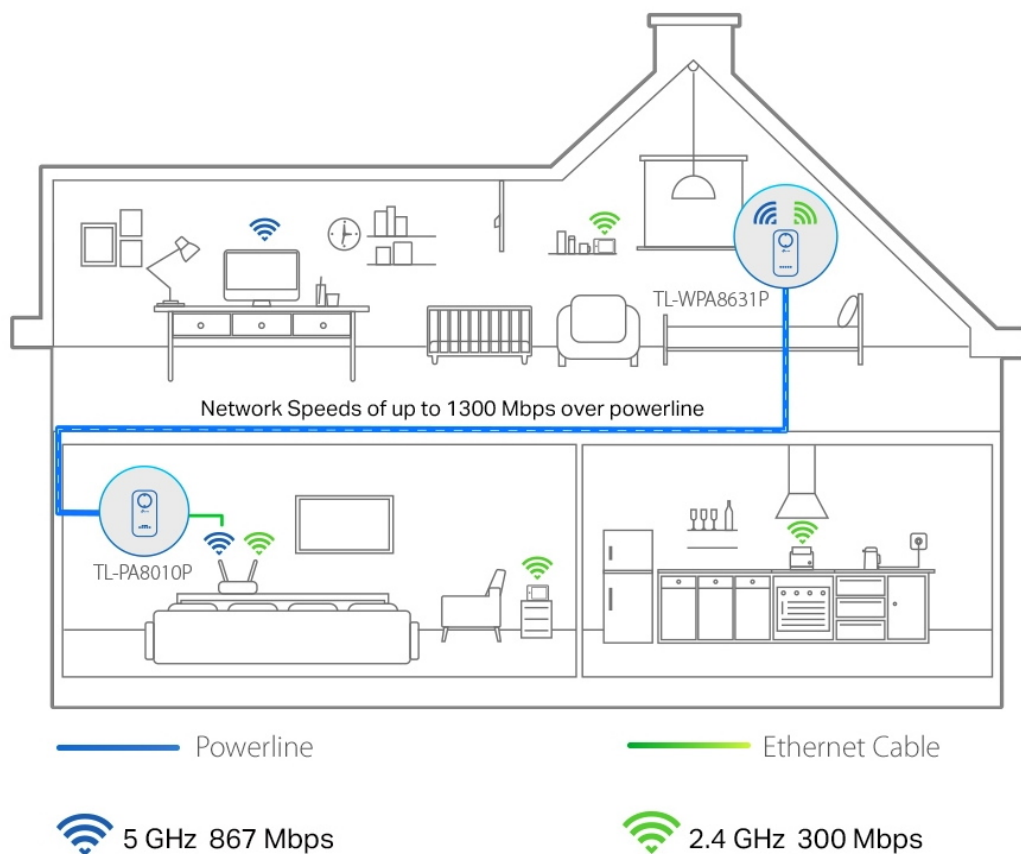 TL-WPA8631P
Network Speeds of up to 1300 Mbps over powerline
TL-PA8010P
Powerline
Ethernet Cable
5 GHz 867 Mbps
2.4 GHz 300 Mbps